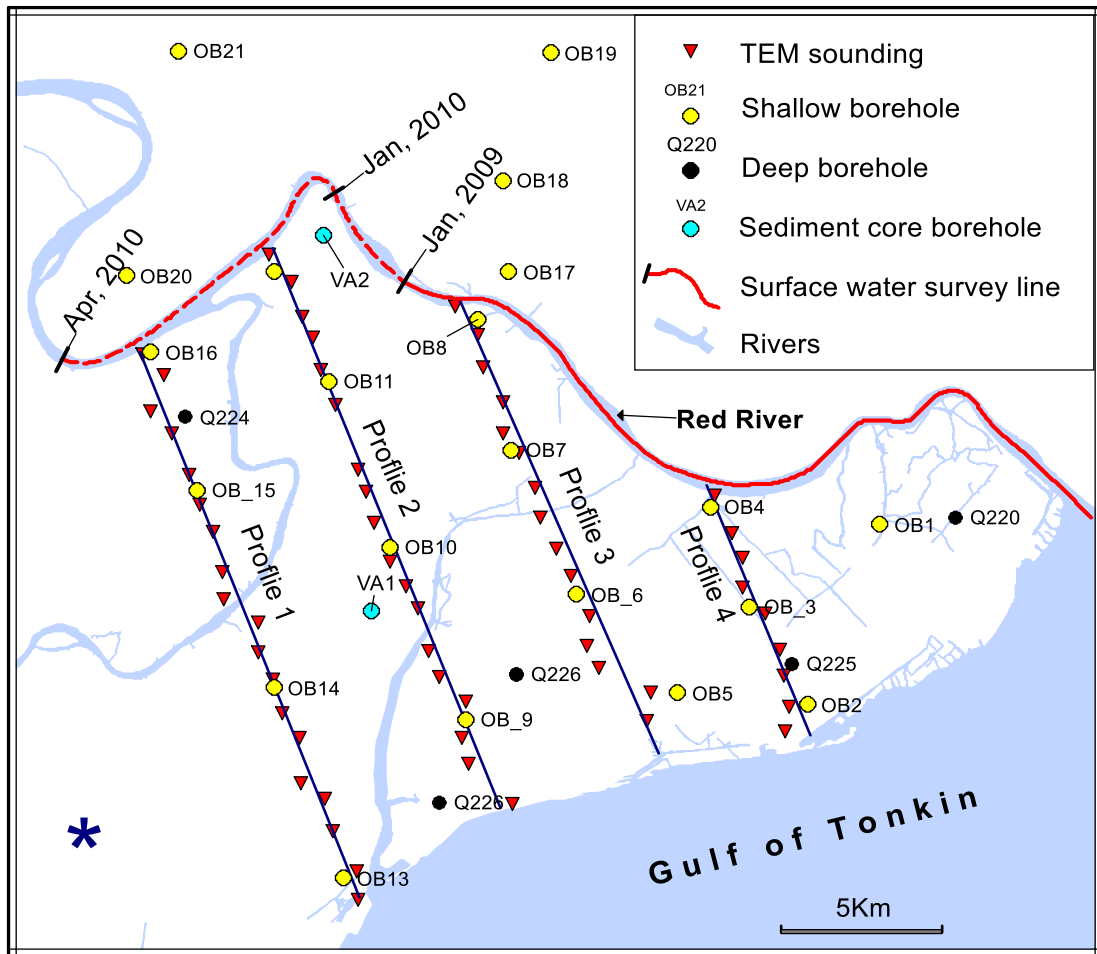 OB21
OB19
TEM sounding
OB21
Shallow borehole
Q220
Deep borehole
VA2
Sediment core borehole
Surface water survey line
Rivers
Jan, 2010
OB18
Jan, 2009
Apr, 2010
OB20
VA2
OB17
OB8
OB16
OB11
Q224
Red River
Proflie 2
OB7
Proflie 3
OB_15
OB4
OB1
Q220
Proflie 1
OB10
VA1
Proflie 4
OB_6
OB_3
Q226
Q225
OB14
OB5
OB2
OB_9
Q226
*
Gulf of Tonkin
OB13
5Km